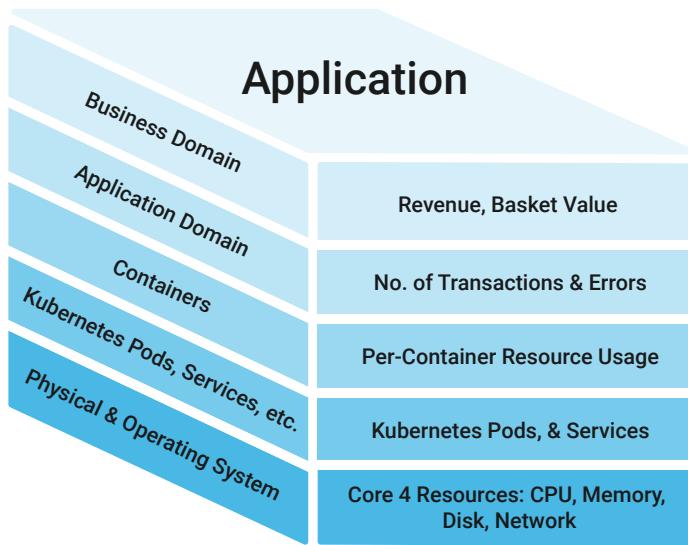 Application
Business Domain
Application Domain
Containers
Kubernetes Pods, Services, etc.
Physical & Operating System
Revenue, Basket Value
No. of Transactions & Errors
Per-Container Resource Usage
Kubernetes Pods, & Services
Core 4 Resources: CPU, Memory,
Disk, Network